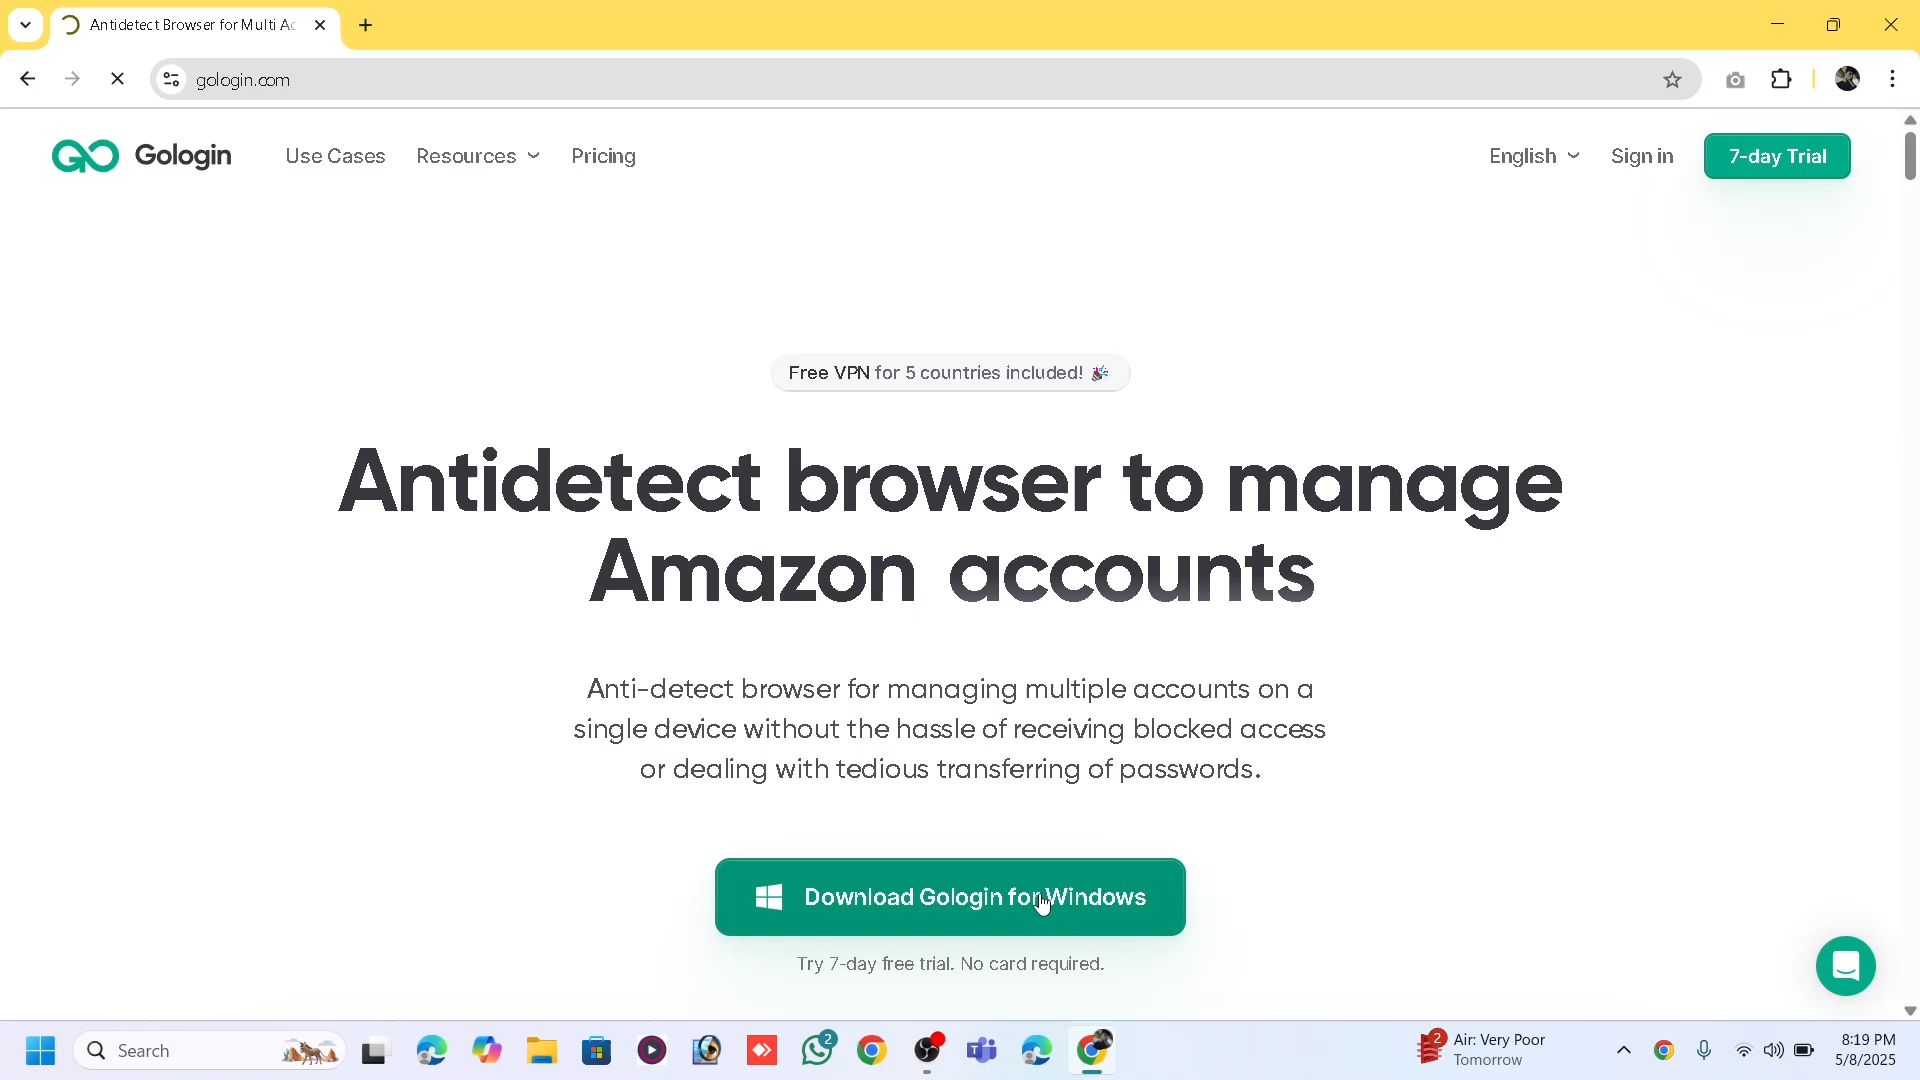 Antidetect Browser for Multi Ac
gologin.com
Gologin
Use Cases
Resources
Pricing
English
Sign in
7-day Trial
Free VPN for 5 countries included! 🎉
Antidetect browser to manage
Amazon accounts
Anti-detect browser for managing multiple accounts on a
single device without the hassle of receiving blocked access
or dealing with tedious transferring of passwords.
Download Gologin for Windows
Try 7-day free trial. No card required.
Search
2
2
Air: Very Poor
Tomorrow
8:19 PM
5/8/2025